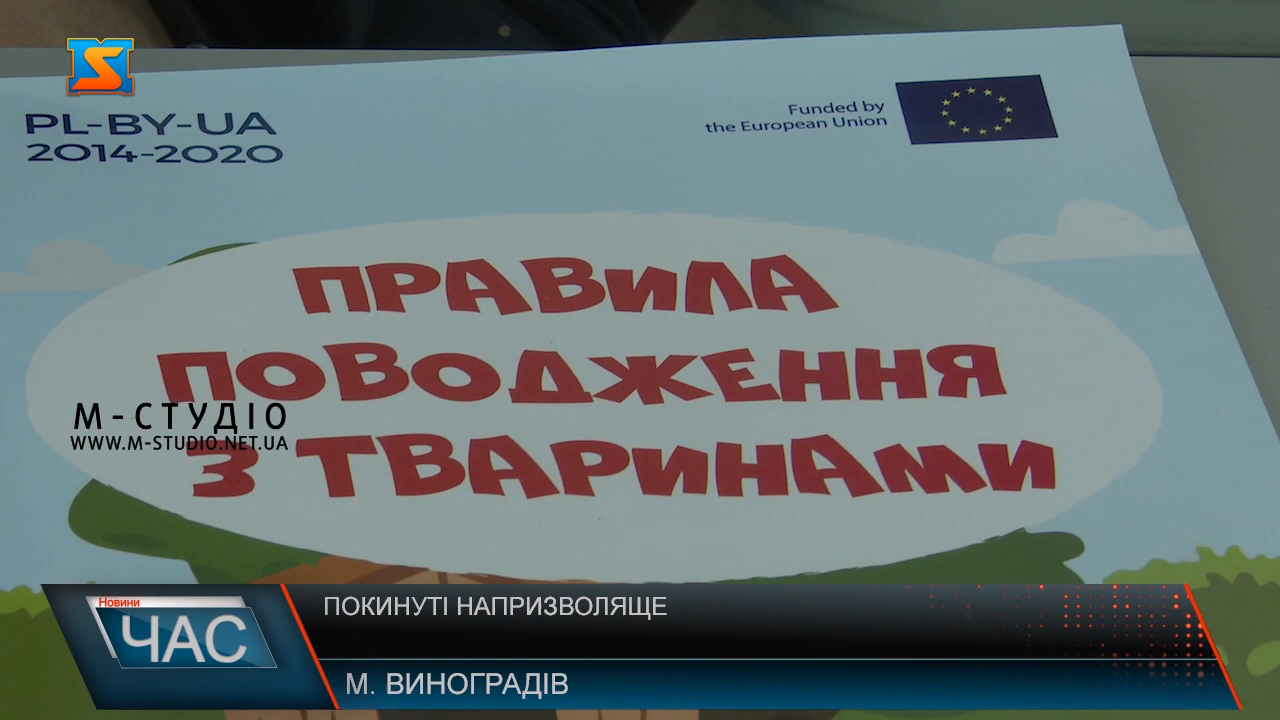 PL-BY-UA
2014-2020
Funded by
the European Union
ПРАВИЛА
ПОВОДЖЕННЯ
З ТВАРИНАМИ
М-СТУДІО
WWW.M-STUDIO.NET.UA
Новини
ЧАС
ПОКИНУТІ НАПРИЗВОЛЯЩЕ
М. ВИНОГРАДІВ